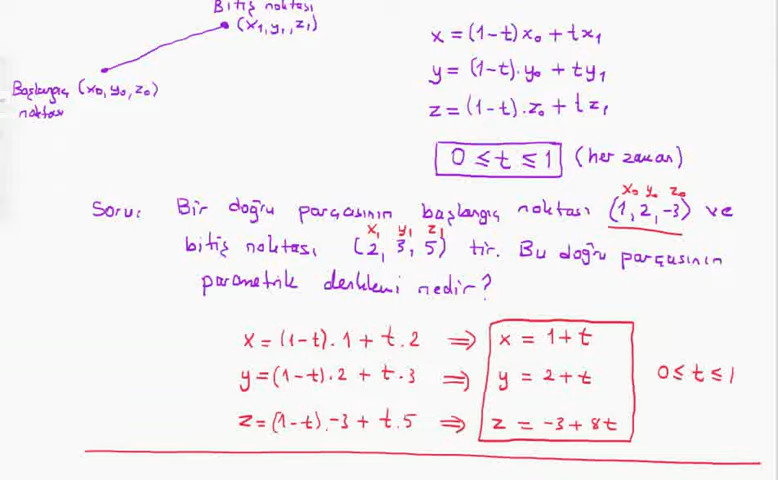 Bitiş noktası
(x₁, y₁, z₁)
Başlangıç (x₀, y₀, z₀)
noktası
x = (1-t) x₀ + t x₁
y = (1-t) . y₀ + t y₁
z = (1-t) . z₀ + t z₁
0 ≤ t ≤ 1 (her zaman)
x₀ y₀ z₀
Soru: Bir doğru parçasının başlangıç noktası (1, 2, -3) ve
x₁ y₁ z₁
bitiş noktası (2, 3, 5) tir. Bu doğru parçasının
parametrik denklemi nedir?
x = (1-t) . 1 + t . 2 ⇒ x = 1+t
y = (1-t) . 2 + t . 3 ⇒ y = 2+t 0 ≤ t ≤ 1
z = (1-t) . -3 + t . 5 ⇒ z = -3 + 8t